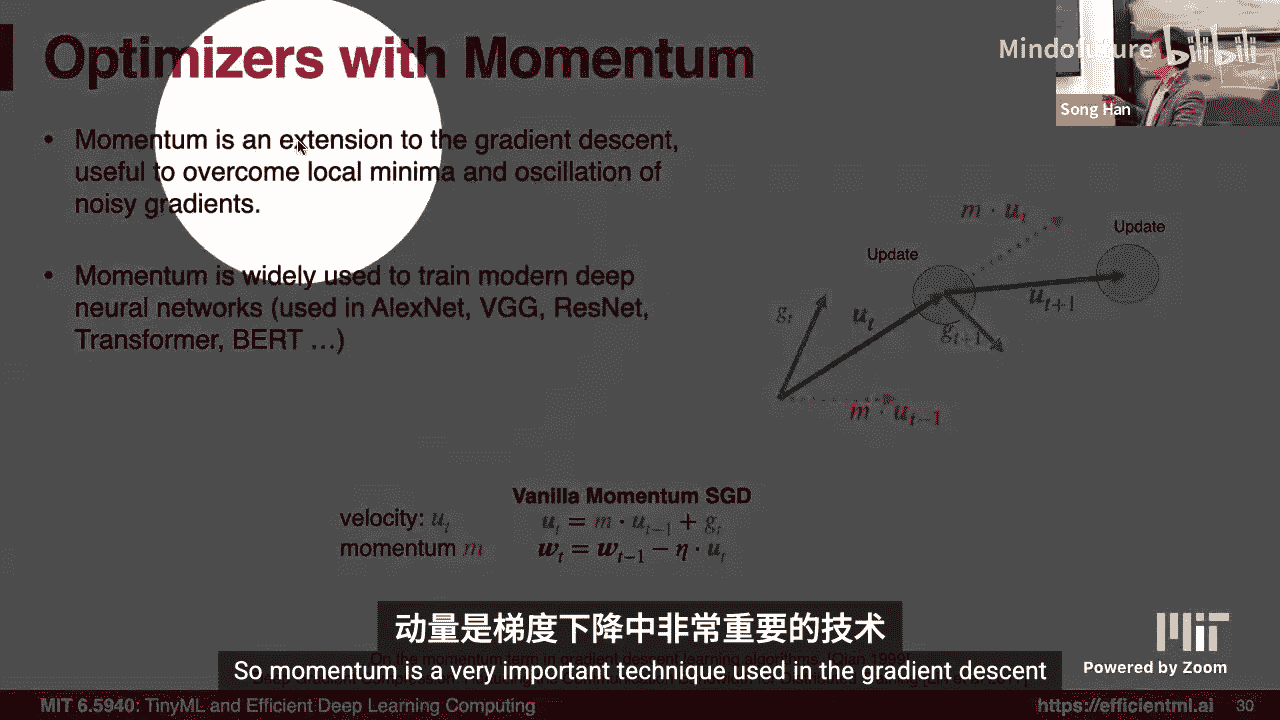 Optimizers with Momentum
Mindofuture bilibili
Song Han
• Momentum is an extension to the gradient descent,
useful to overcome local minima and oscillation of
noisy gradients.
• Momentum is widely used to train modern deep
neural networks (used in AlexNet, VGG, ResNet,
Transformer, BERT …)
m · u_t
Update
Update
g_t
u_t
u_{t+1}
g_{t+1}
m · u_{t−1}
Vanilla Momentum SGD
velocity: u_t
u_t = m · u_{t−1} + g_t
momentum m
w_t = w_{t−1} − η · u_t
动量是梯度下降中非常重要的技术
So momentum is a very important technique used in the gradient descent
MIT
Powered by Zoom
MIT 6.5940: TinyML and Efficient Deep Learning Computing
https://efficientml.ai 30